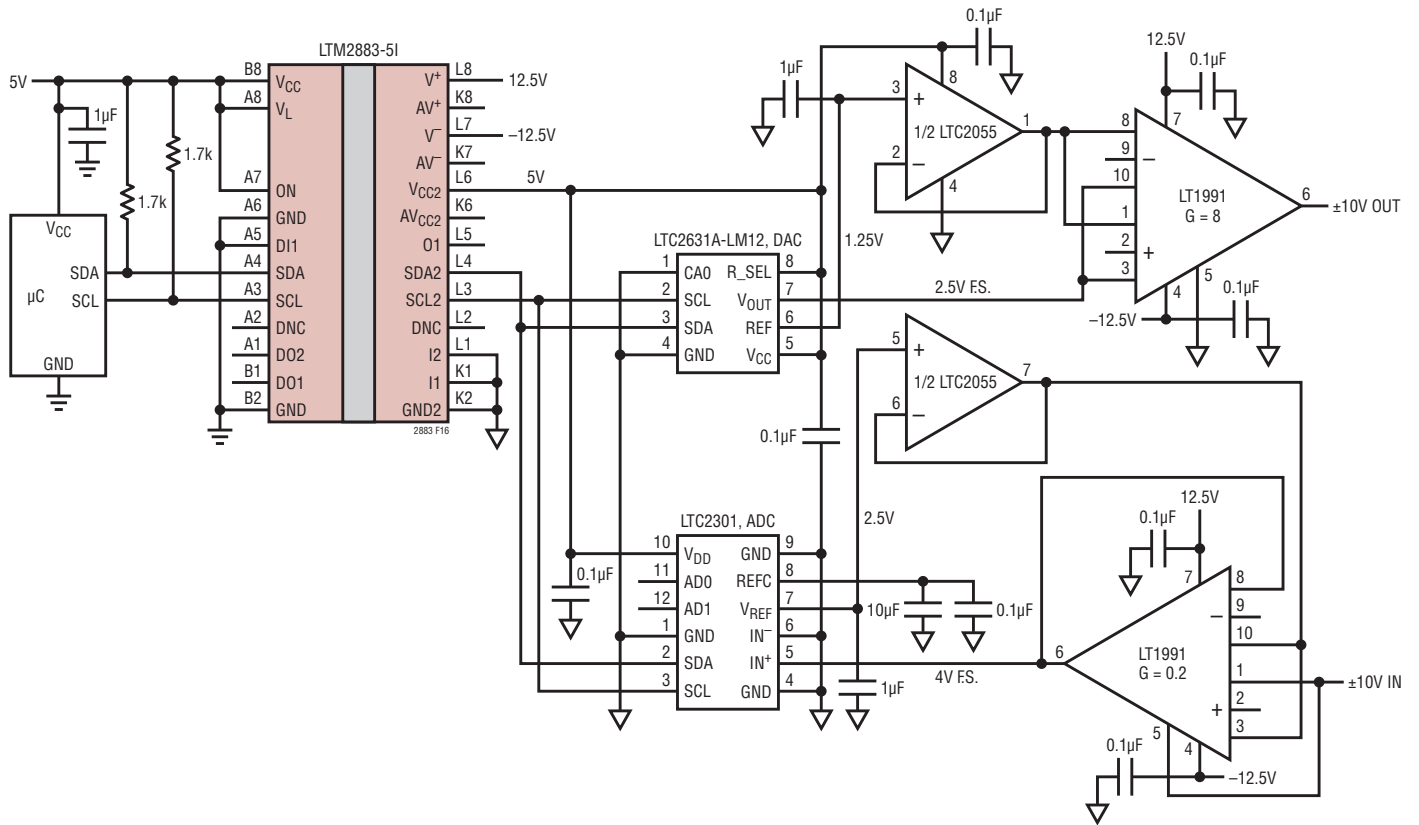 LTM2883-5I
5V
B8
A8
A7
A6
A5
A4
A3
A2
A1
B1
B2
VCC
VL
ON
GND
DI1
SDA
SCL
DNC
DO2
DO1
GND
V+
AV+
V−
AV−
VCC2
AVCC2
O1
SDA2
SCL2
DNC
I2
I1
GND2
2883 F16
L8
K8
L7
K7
L6
K6
L5
L4
L3
L2
L1
K1
K2
12.5V
−12.5V
5V
1µF
1.7k
1.7k
VCC
SDA
µC
SCL
GND
LTC2631A-LM12, DAC
1
2
3
4
CA0
SCL
SDA
GND
R_SEL
VOUT
REF
VCC
8
7
6
5
1.25V
2.5V F.S.
0.1µF
1µF
0.1µF
3
+
2
−
8
1/2 LTC2055
1
4
12.5V
0.1µF
7
8
9
−
10
1
2
+
3
LT1991
G = 8
6
±10V OUT
5
4
−12.5V
0.1µF
5
+
6
−
1/2 LTC2055
7
LTC2301, ADC
10
11
12
1
2
3
VDD
AD0
AD1
GND
SDA
SCL
GND
REFC
VREF
IN−
IN+
GND
9
8
7
6
5
4
0.1µF
2.5V
10µF
0.1µF
1µF
4V F.S.
12.5V
0.1µF
7
8
−
9
10
1
2
+
3
LT1991
G = 0.2
6
±10V IN
5
4
0.1µF
−12.5V